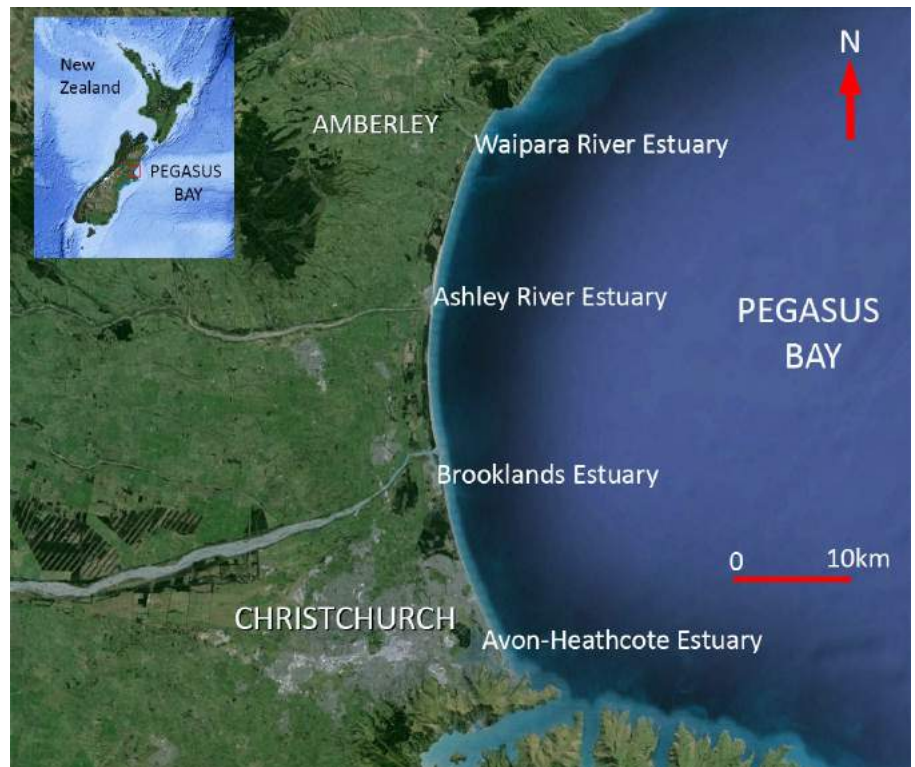 New
Zealand
PEGASUS
BAY
N
AMBERLEY
Waipara River Estuary
Ashley River Estuary
PEGASUS
BAY
Brooklands Estuary
0 10km
CHRISTCHURCH
Avon-Heathcote Estuary